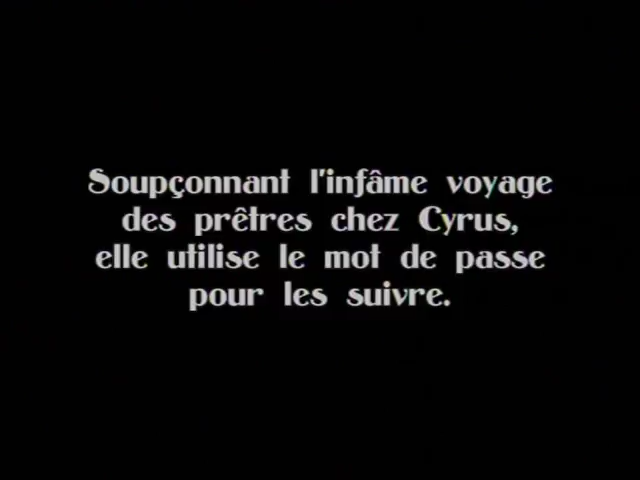 Soupçonnant l'infâme voyage
des prêtres chez Cyrus,
elle utilise le mot de passe
pour les suivre.